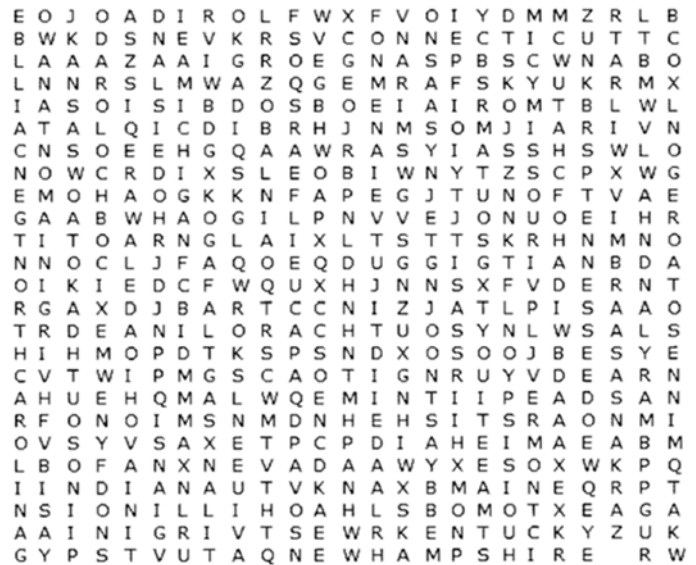 E O J O A D I R O L F W X F V O I Y D M M Z R L B
B W K D S N E V K R S V C O N N E C T I C U T T C
L A A A Z A A I G R O E G N A S P B S C W N A B O
L N N R S L M W A Z Q G E M R A F S K Y U K R M X
I A S O I S I B D O S B O E I A I R O M T B L W L
A T A L Q I C D I B R H J N M S O M J I A R I V N
C N S O E E H G Q A A W R A S Y I A S S H S W L O
N O W C R D I X S L E O B I W N Y T Z S C P X W G
E M O H A O G K K N F A P E G J T U N O F T V A E
G A A B W H A O G I L P N V V E J O N U O E I H R
T I T O A R N G L A I X L T S T T S K R H N M N O
N N O C L J F A Q O E Q D U G G I G T I A N B D A
O I K I E D C F W Q U X H J N N S X F V D E R N T
R G A X D J B A R T C C N I Z J A T L P I S A A O
T R D E A N I L O R A C H T U O S Y N L W S A L S
H I H M O P D T K S P S N D X O S O O J B E S Y E
C V T W I P M G S C A O T I G N R U Y V D E A R N
A H U E H Q M A L W Q E M I N T I I P E A D S A N
R F O N O I M S N M D N H E H S I T S R A O N M I
O V S Y V S A X E T P C P D I A H E I M A E A B M
L B O F A N X N E V A D A A W Y X E S O X W K P Q
I I N D I A N A U T V K N A X B M A I N E Q R P T
N S I O N I L L I H O A H L S B O M O T X E A G A
A A I N I G R I V T S E W R K E N T U C K Y Z U K
G Y P S T V U T A Q N E W H A M P S H I R E R W